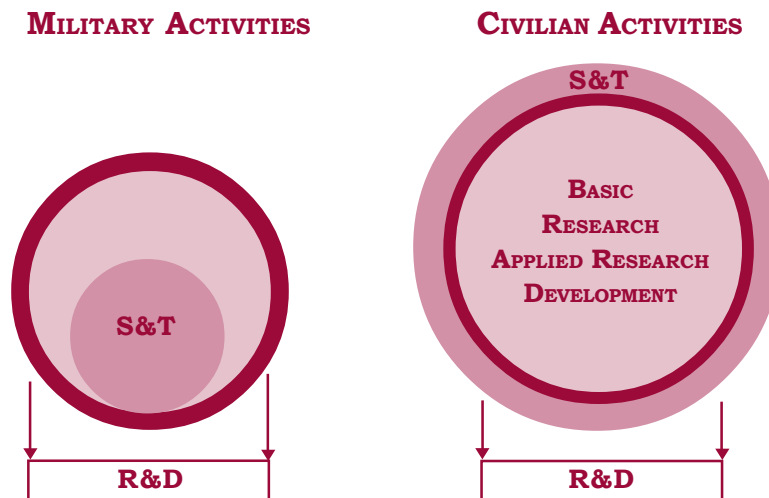 Military Activities
Civilian Activities
S&T
Basic
Research
Applied Research
Development
S&T
R&D
R&D